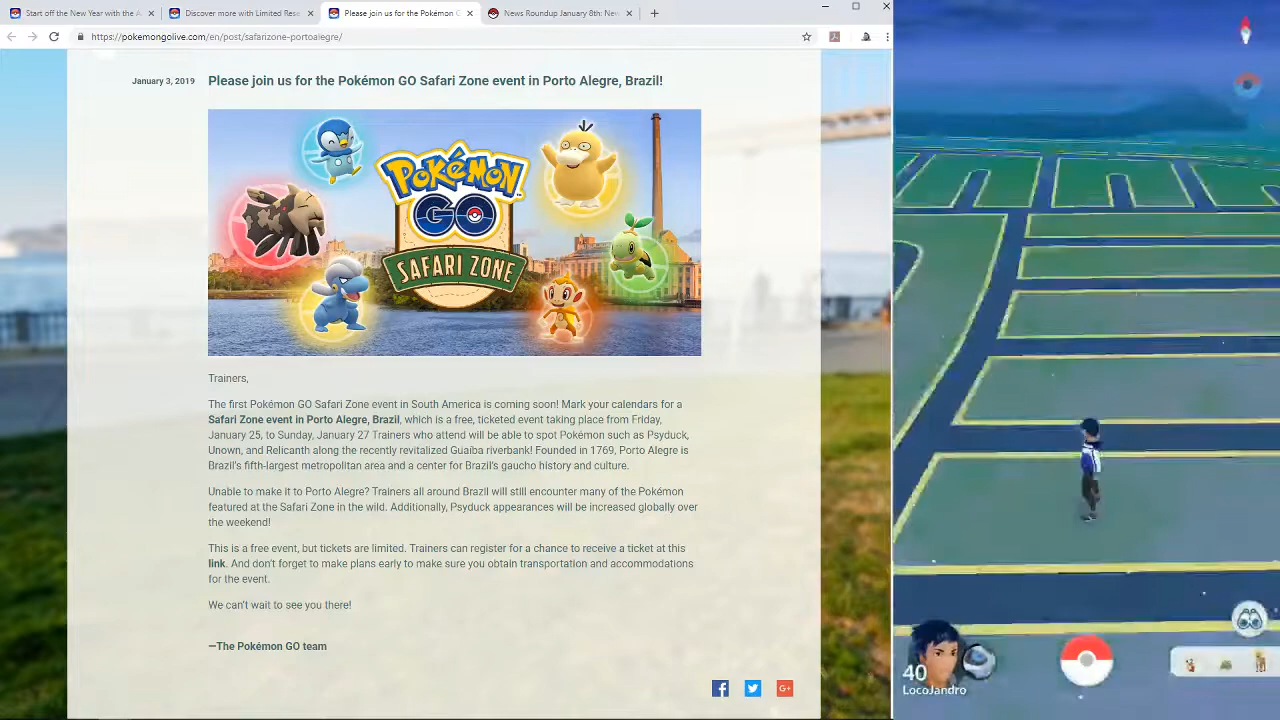 Start off the New Year with the A
Discover more with Limited Rese
Please join us for the Pokémon G
News Roundup January 8th: New
https://pokemongolive.com/en/post/safarizone-portoalegre/
January 3, 2019
Please join us for the Pokémon GO Safari Zone event in Porto Alegre, Brazil!
POKÉMON
GO
SAFARI ZONE
Trainers,
The first Pokémon GO Safari Zone event in South America is coming soon! Mark your calendars for a
Safari Zone event in Porto Alegre, Brazil, which is a free, ticketed event taking place from Friday,
January 25, to Sunday, January 27 Trainers who attend will be able to spot Pokémon such as Psyduck,
Unown, and Relicanth along the recently revitalized Guaiba riverbank! Founded in 1769, Porto Alegre is
Brazil's fifth-largest metropolitan area and a center for Brazil's gaucho history and culture.
Unable to make it to Porto Alegre? Trainers all around Brazil will still encounter many of the Pokémon
featured at the Safari Zone in the wild. Additionally, Psyduck appearances will be increased globally over
the weekend!
This is a free event, but tickets are limited. Trainers can register for a chance to receive a ticket at this
link. And don't forget to make plans early to make sure you obtain transportation and accommodations
for the event.
We can't wait to see you there!
—The Pokémon GO team
G+
40
LocoJandro